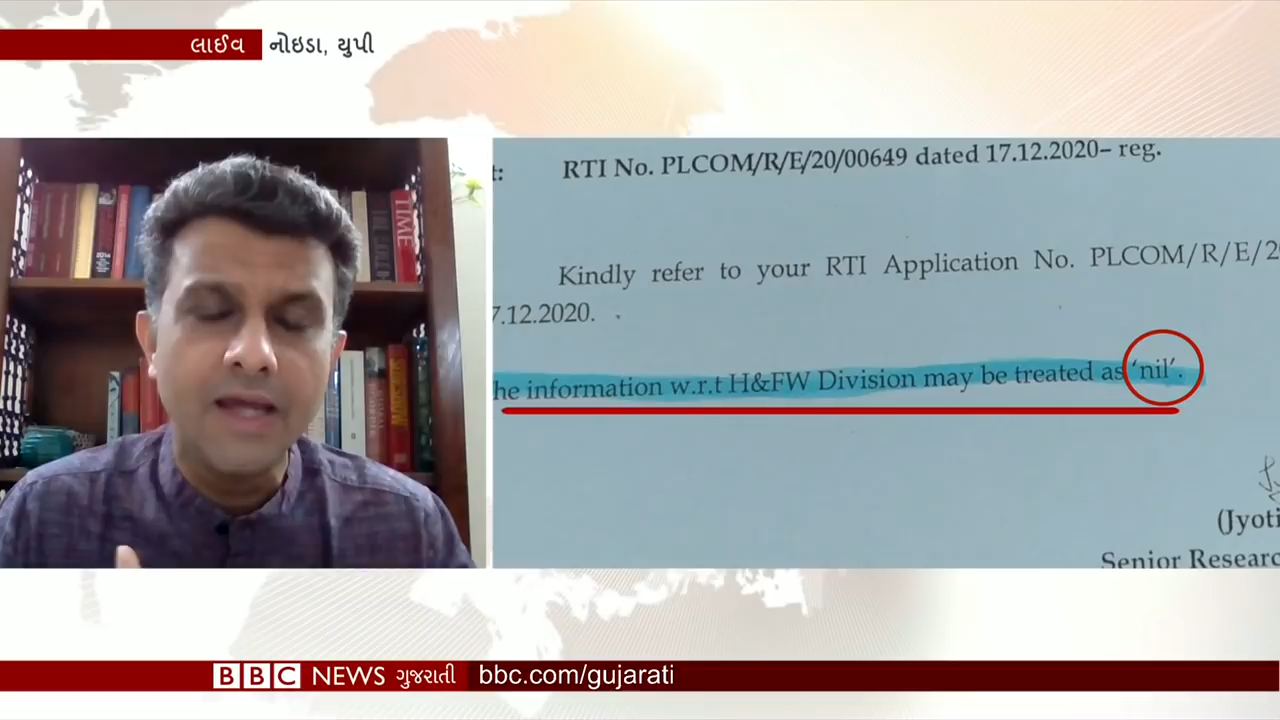 લાઈવ નોઇડા, યુપી
TIME
RTI No. PLCOM/R/E/20/00649 dated 17.12.2020– reg.
Kindly refer to your RTI Application No. PLCOM/R/E/2
7.12.2020.
he information w.r.t H&FW Division may be treated as 'nil'.
(Jyoti
Senior Researc
BBC NEWS ગુજરાતી bbc.com/gujarati